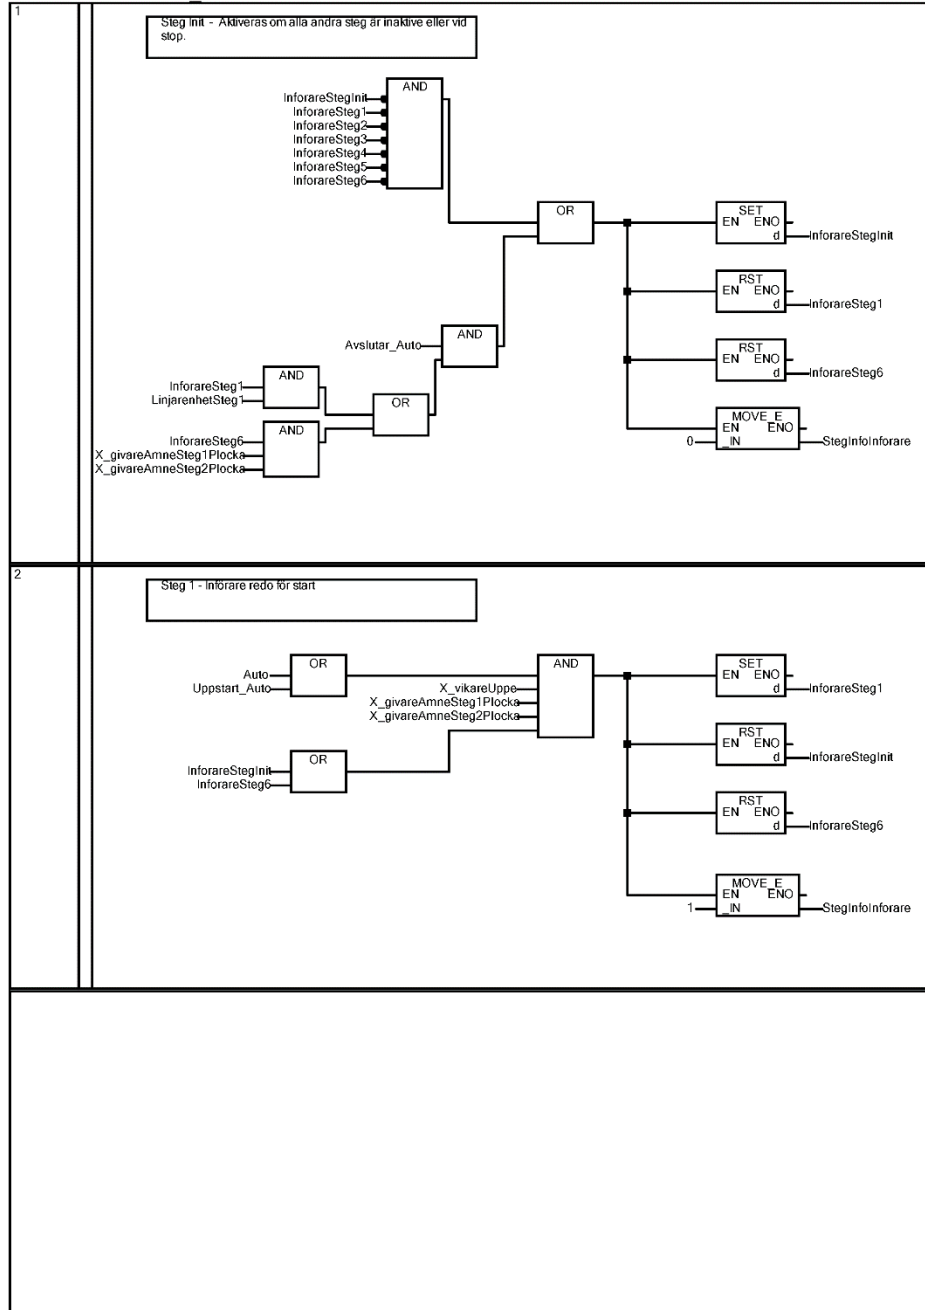 1
Steg Init - Aktiveras om alla andra steg är inaktive eller vid
stop.
AND
InforareStegInit
InforareSteg1
InforareSteg2
InforareSteg3
InforareSteg4
InforareSteg5
InforareSteg6
OR
SET
EN ENO
d
InforareStegInit
RST
EN ENO
d
InforareSteg1
AND
Avslutar_Auto
RST
EN ENO
d
InforareSteg6
AND
InforareSteg1
LinjarenhetSteg1
OR
AND
InforareSteg6
X_givareAmneSteg1Plocka
X_givareAmneSteg2Plocka
MOVE_E
EN ENO
0 _IN
StegInfoInforare
2
Steg 1 - Införare redo för start
OR
Auto
Uppstart_Auto
AND
X_vikareUppe
X_givareAmneSteg1Plocka
X_givareAmneSteg2Plocka
SET
EN ENO
d
InforareSteg1
OR
InforareStegInit
InforareSteg6
RST
EN ENO
d
InforareStegInit
RST
EN ENO
d
InforareSteg6
MOVE_E
EN ENO
1 _IN
StegInfoInforare